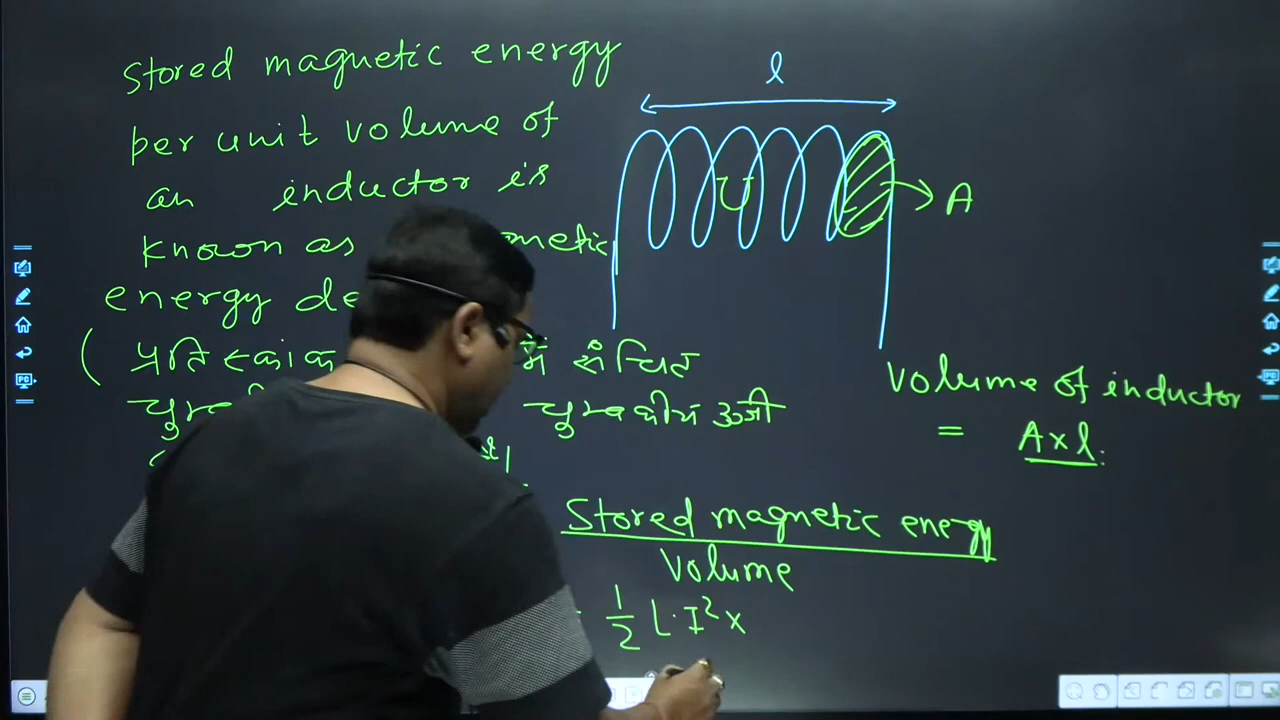 Stored magnetic energy
per unit volume of
an inductor is
known as
energy
( प्रति में संचित
चुम्बकीय ऊर्जा
l
U
A
Volume of inductor
= A x l.
Stored magnetic energy
Volume
1/2 L·I² x